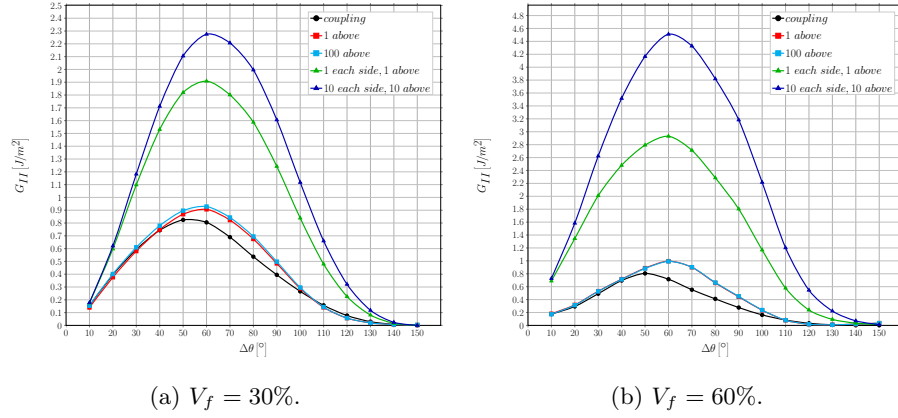 2.5
2.4
2.3
2.2
2.1
2
1.9
1.8
1.7
1.6
1.5
1.4
1.3
1.2
1.1
1
0.9
0.8
0.7
0.6
0.5
0.4
0.3
0.2
0.1
0
G_{II} [J/m²]
coupling
1 above
100 above
1 each side, 1 above
10 each side, 10 above
10 20 30 40 50 60 70 80 90 100 110 120 130 140 150
Δθ [°]
(a) V_f = 30%.
4.8
4.6
4.4
4.2
4
3.8
3.6
3.4
3.2
3
2.8
2.6
2.4
2.2
2
1.8
1.6
1.4
1.2
1
0.8
0.6
0.4
0.2
0
G_{II} [J/m²]
coupling
1 above
100 above
1 each side, 1 above
10 each side, 10 above
10 20 30 40 50 60 70 80 90 100 110 120 130 140 150
Δθ [°]
(b) V_f = 60%.